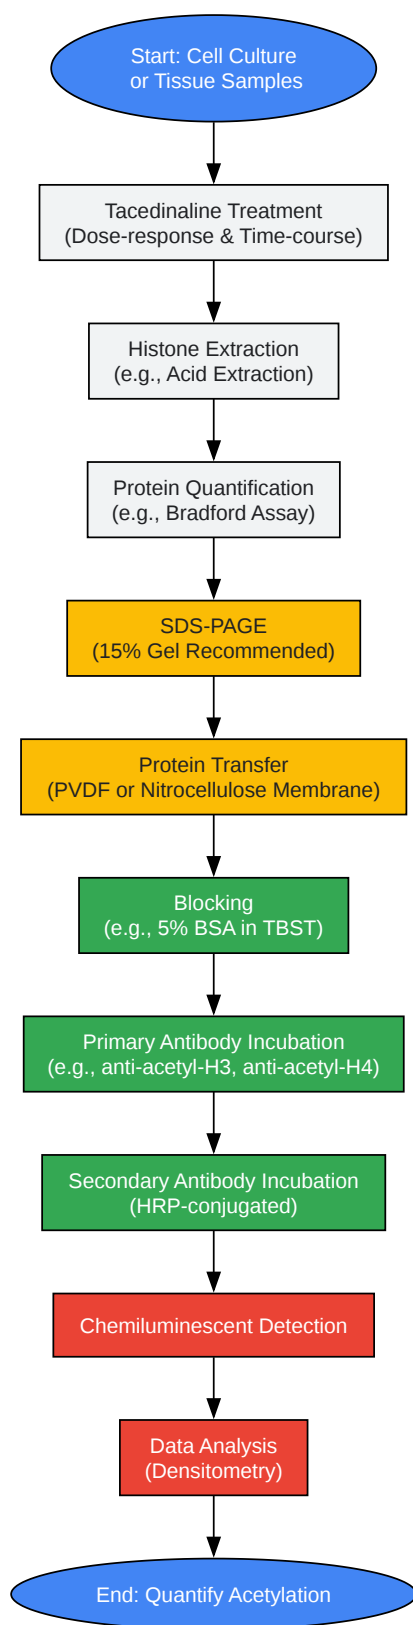 Start: Cell Culture
or Tissue Samples
Tacedinaline Treatment
(Dose-response & Time-course)
Histone Extraction
(e.g., Acid Extraction)
Protein Quantification
(e.g., Bradford Assay)
SDS-PAGE
(15% Gel Recommended)
Protein Transfer
(PVDF or Nitrocellulose Membrane)
Blocking
(e.g., 5% BSA in TBST)
Primary Antibody Incubation
(e.g., anti-acetyl-H3, anti-acetyl-H4)
Secondary Antibody Incubation
(HRP-conjugated)
Chemiluminescent Detection
Data Analysis
(Densitometry)
End: Quantify Acetylation